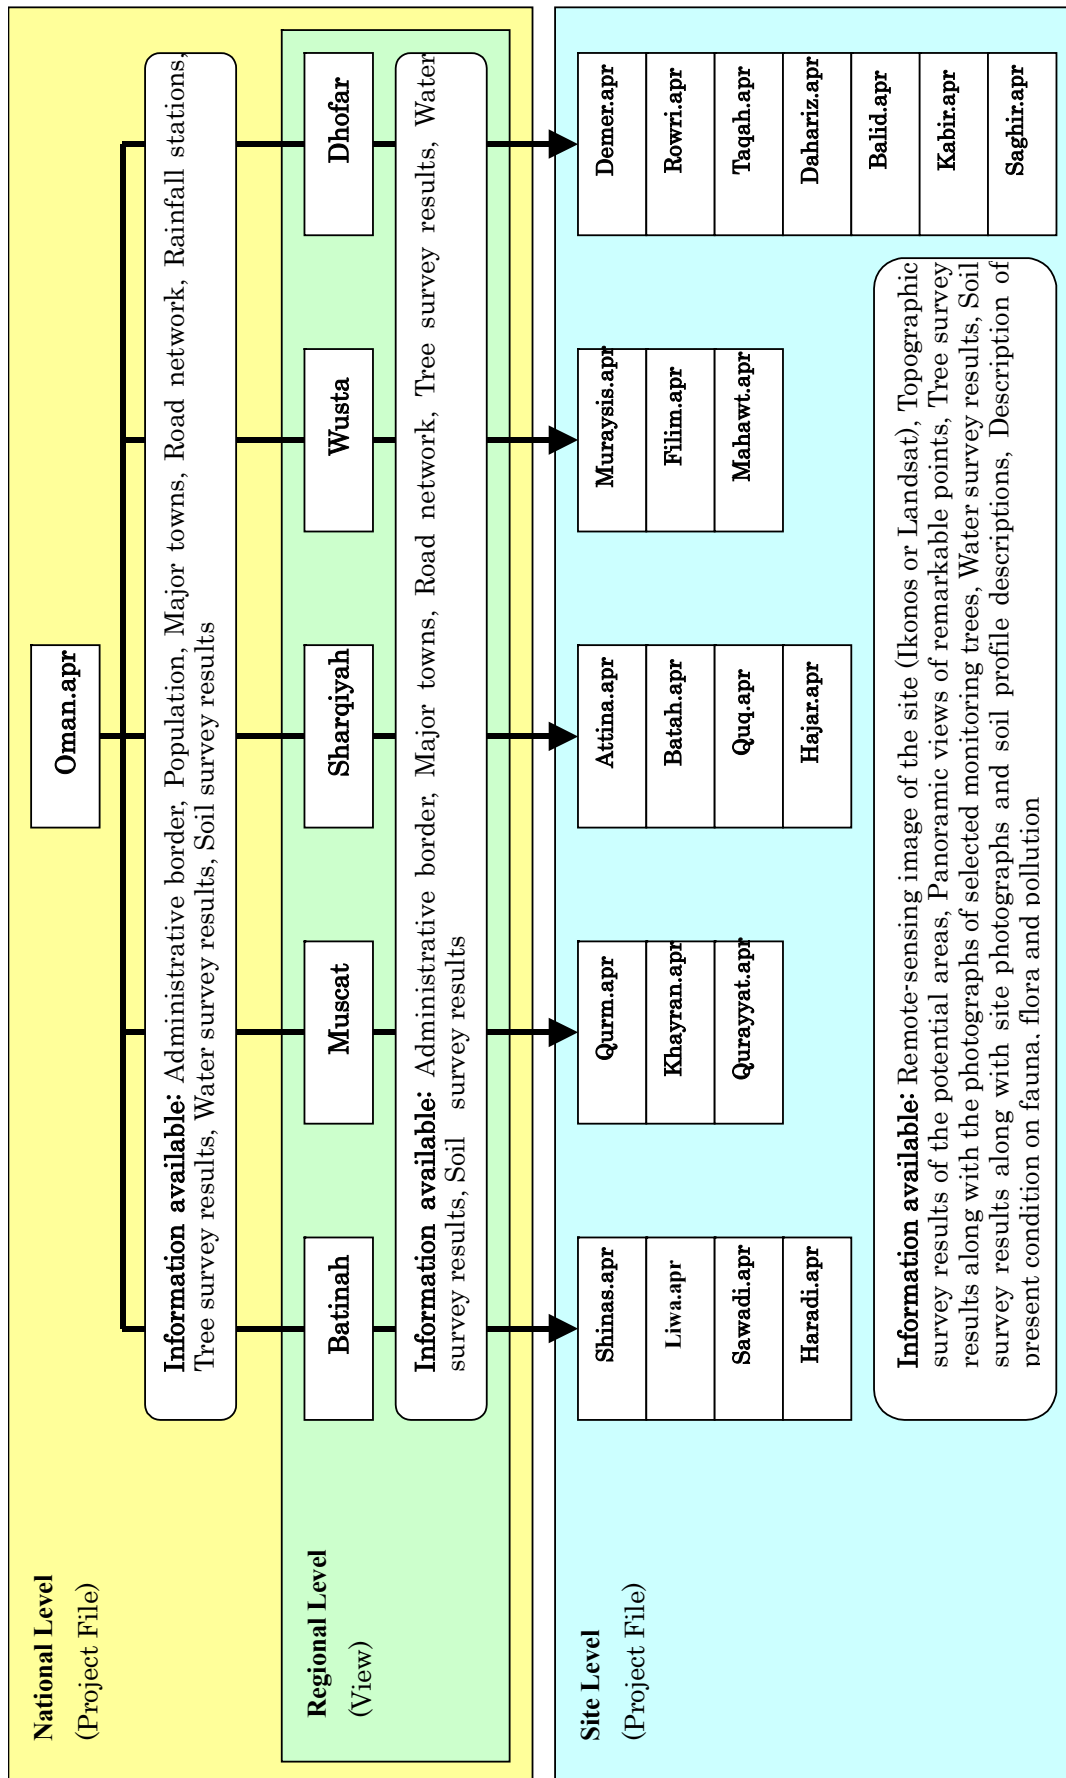 National Level
(Project File)
Oman.apr
Information available: Administrative border, Population, Major towns, Road network, Rainfall stations,
Tree survey results, Water survey results, Soil survey results
Regional Level
(View)
Batinah
Muscat
Sharqiyah
Wusta
Dhofar
Information available: Administrative border, Major towns, Road network, Tree survey results, Water
survey results, Soil survey results
Site Level
(Project File)
Shinas.apr
Liwa.apr
Sawadi.apr
Haradi.apr
Qurm.apr
Khayran.apr
Qurayyat.apr
Attina.apr
Batah.apr
Quq.apr
Hajar.apr
Muraysis.apr
Filim.apr
Mahawt.apr
Demer.apr
Rowri.apr
Taqah.apr
Dahariz.apr
Balid.apr
Kabir.apr
Saghir.apr
Information available: Remote-sensing image of the site (Ikonos or Landsat), Topographic
survey results of the potential areas, Panoramic views of remarkable points, Tree survey
results along with the photographs of selected monitoring trees, Water survey results, Soil
survey results along with site photographs and soil profile descriptions, Description of
present condition on fauna, flora and pollution